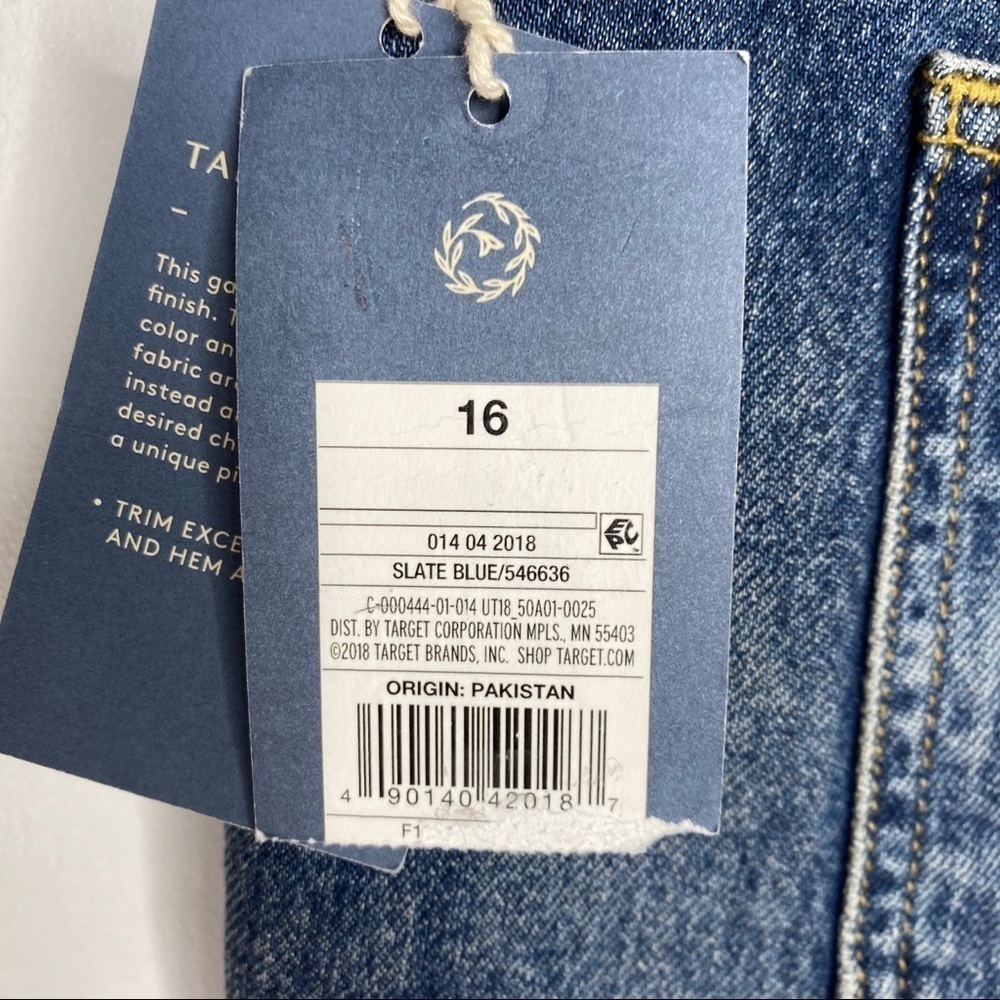 TA
–
This ga
finish. T
color an
fabric ar
instead a
desired ch
a unique pi
• TRIM EXCE
AND HEM A
16
EPC
014 04 2018
SLATE BLUE/546636
C-000444-01-014 UT18_50A01-0025
DIST. BY TARGET CORPORATION MPLS., MN 55403
©2018 TARGET BRANDS, INC. SHOP TARGET.COM
ORIGIN: PAKISTAN
4 90140 42018 7
F1